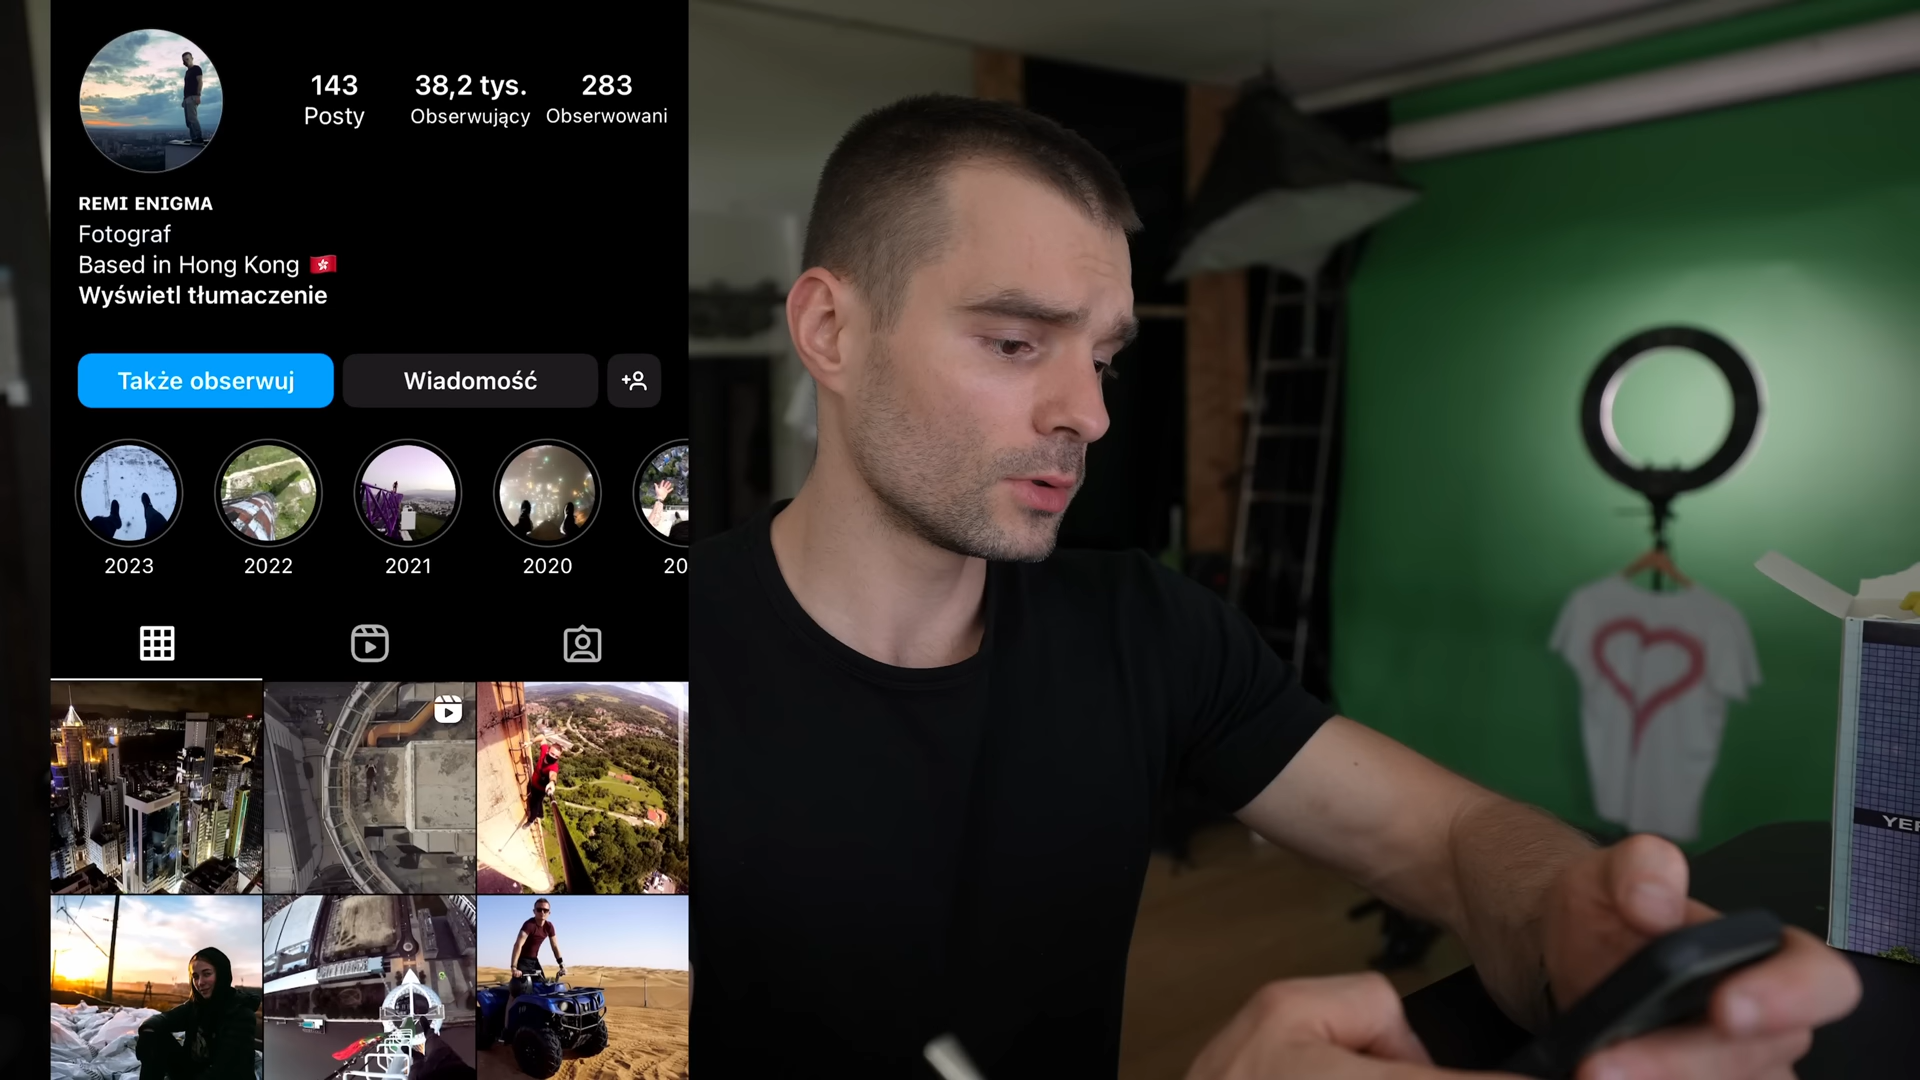 143
Posty
38,2 tys.
Obserwujący
283
Obserwowani
REMI ENIGMA
Fotograf
Based in Hong Kong 🇭🇰
Wyświetl tłumaczenie
Także obserwuj
Wiadomość
2023
2022
2021
2020
20
YER